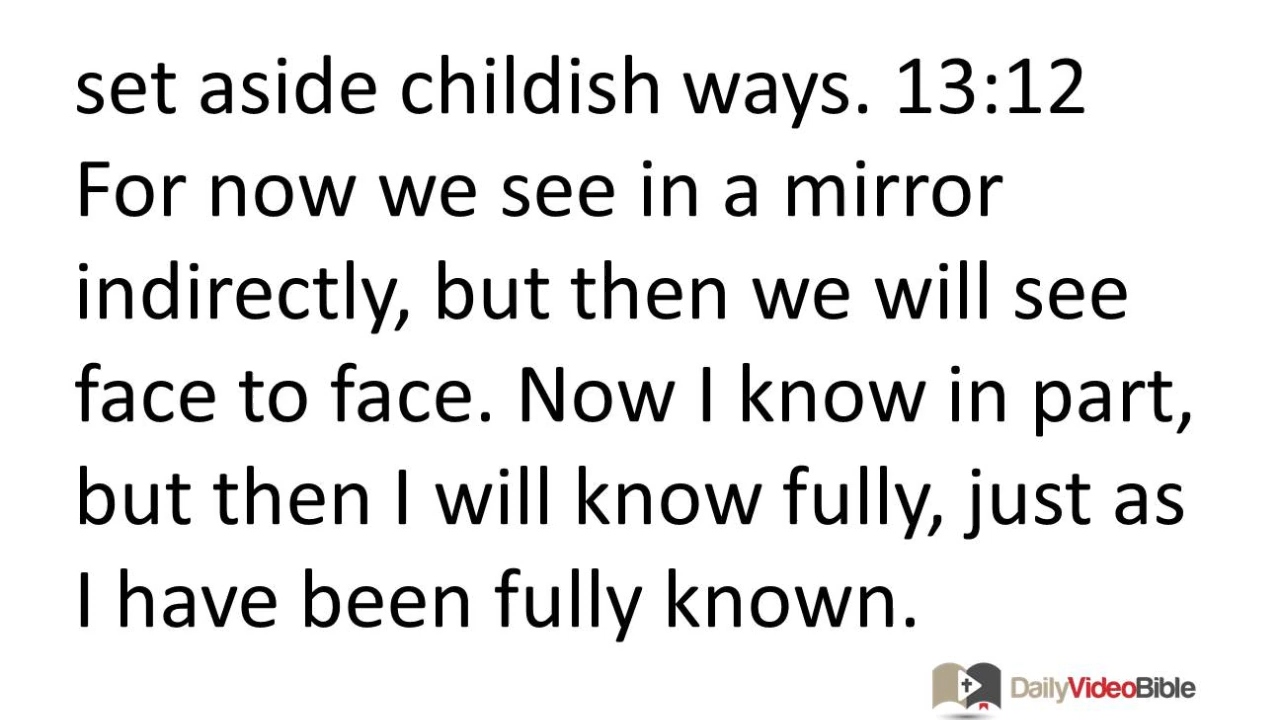 set aside childish ways. 13:12
For now we see in a mirror
indirectly, but then we will see
face to face. Now I know in part,
but then I will know fully, just as
I have been fully known.
DailyVideoBible